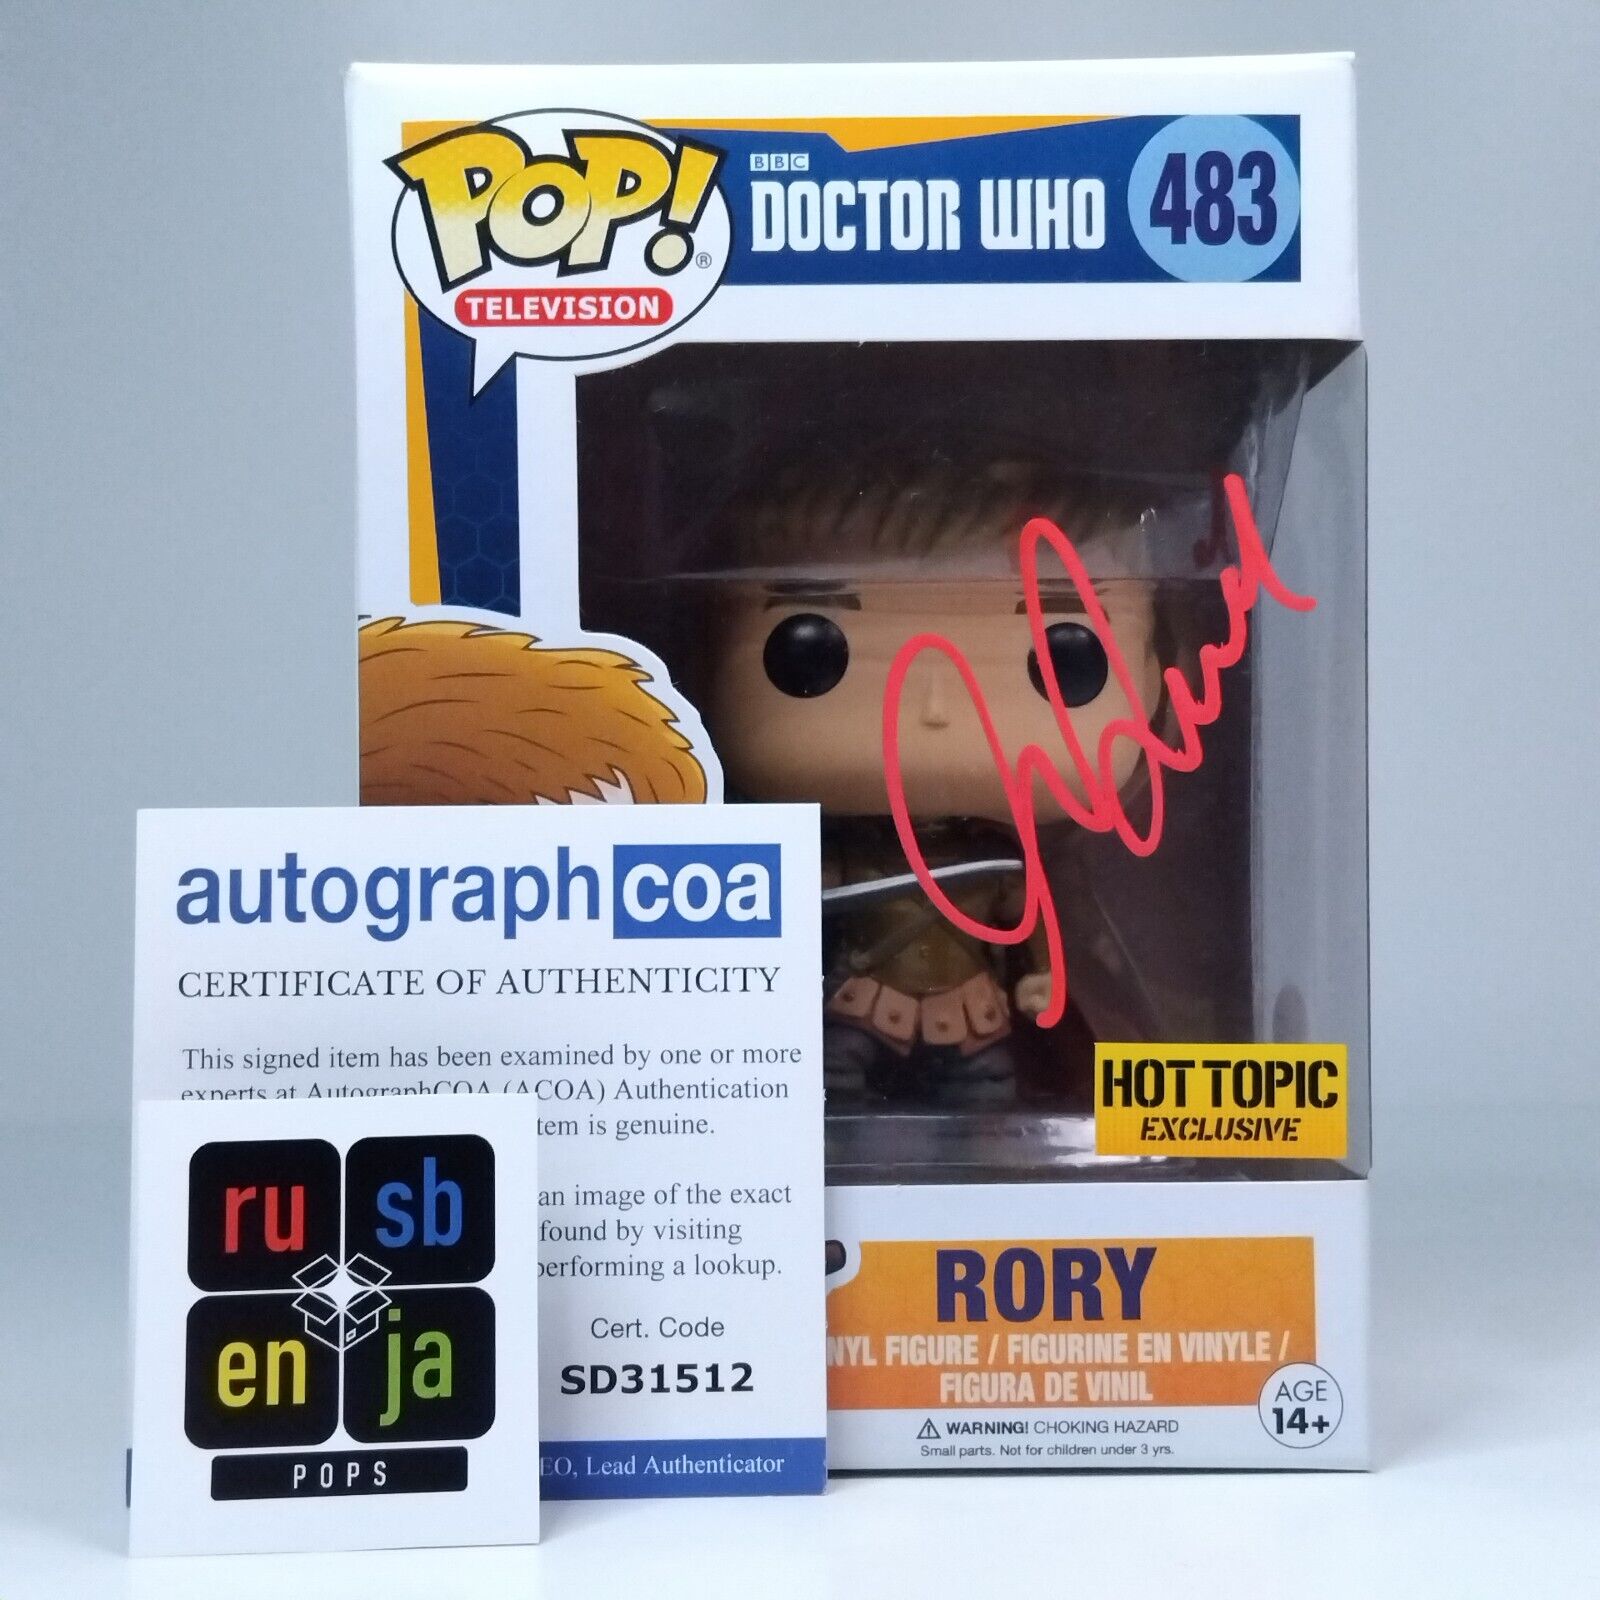 POP!®
TELEVISION
BBC
DOCTOR WHO
483
autograph coa
CERTIFICATE OF AUTHENTICITY
This signed item has been examined by one or more
experts at AutographCOA (ACOA) Authentication
tem is genuine.
an image of the exact
found by visiting
performing a lookup.
Cert. Code
SD31512
EO, Lead Authenticator
ru sb
en ja
POPS
HOT TOPIC
EXCLUSIVE
RORY
NYL FIGURE / FIGURINE EN VINYLE /
FIGURA DE VINIL
WARNING! CHOKING HAZARD
Small parts. Not for children under 3 yrs.
AGE
14+